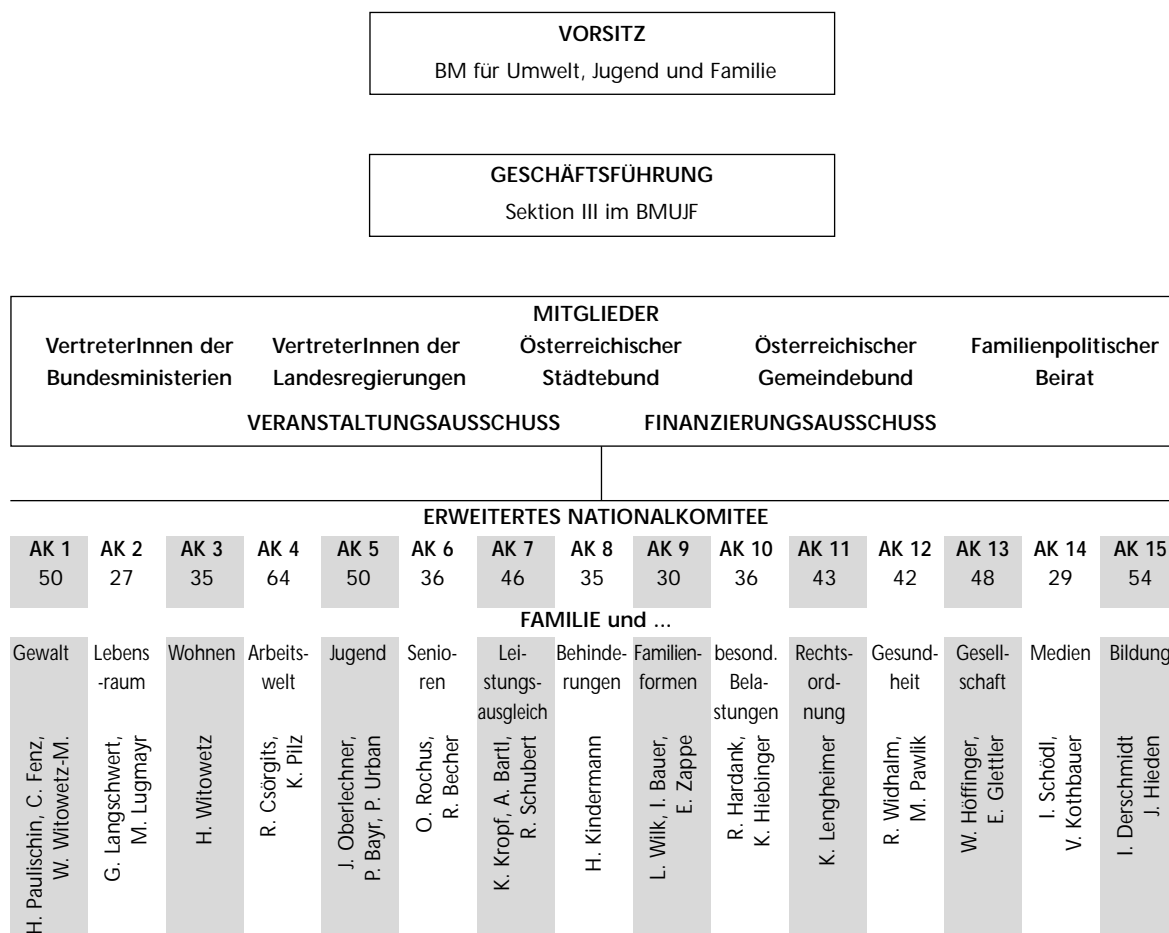 VORSITZ
BM für Umwelt, Jugend und Familie
GESCHÄFTSFÜHRUNG
Sektion III im BMUJF
MITGLIEDER
VertreterInnen der Bundesministerien
VertreterInnen der Landesregierungen
Österreichischer Städtebund
Österreichischer Gemeindebund
Familienpolitischer Beirat
VERANSTALTUNGSAUSSCHUSS FINANZIERUNGSAUSSCHUSS
ERWEITERTES NATIONALKOMITEE
AK 1 AK 2 AK 3 AK 4 AK 5 AK 6 AK 7 AK 8 AK 9 AK 10 AK 11 AK 12 AK 13 AK 14 AK 15
50 27 35 64 50 36 46 35 30 36 43 42 48 29 54
FAMILIE und ...
Gewalt
Lebens
-raum
Wohnen
Arbeits-
welt
Jugend
Senio-
ren
Lei-
stungs-
ausgleich
Behinde-
rungen
Familien-
formen
besond.
Bela-
stungen
Rechts-
ord-
nung
Gesund-
heit
Gesell-
schaft
Medien
Bildung
H. Paulischin, C. Fenz,
W. Witowetz-M.
G. Langschwert,
M. Lugmayr
H. Witowetz
R. Csörgits,
K. Pilz
J. Oberlechner,
P. Bayr, P. Urban
O. Rochus,
R. Becher
K. Kropf, A. Bartl,
R. Schubert
H. Kindermann
L. Wilk, I. Bauer,
E. Zappe
R. Hardank,
K. Hiebinger
K. Lengheimer
R. Widhalm,
M. Pawlik
W. Höffinger,
E. Glettler
I. Schödl,
V. Kothbauer
I. Derschmidt
J. Hieden